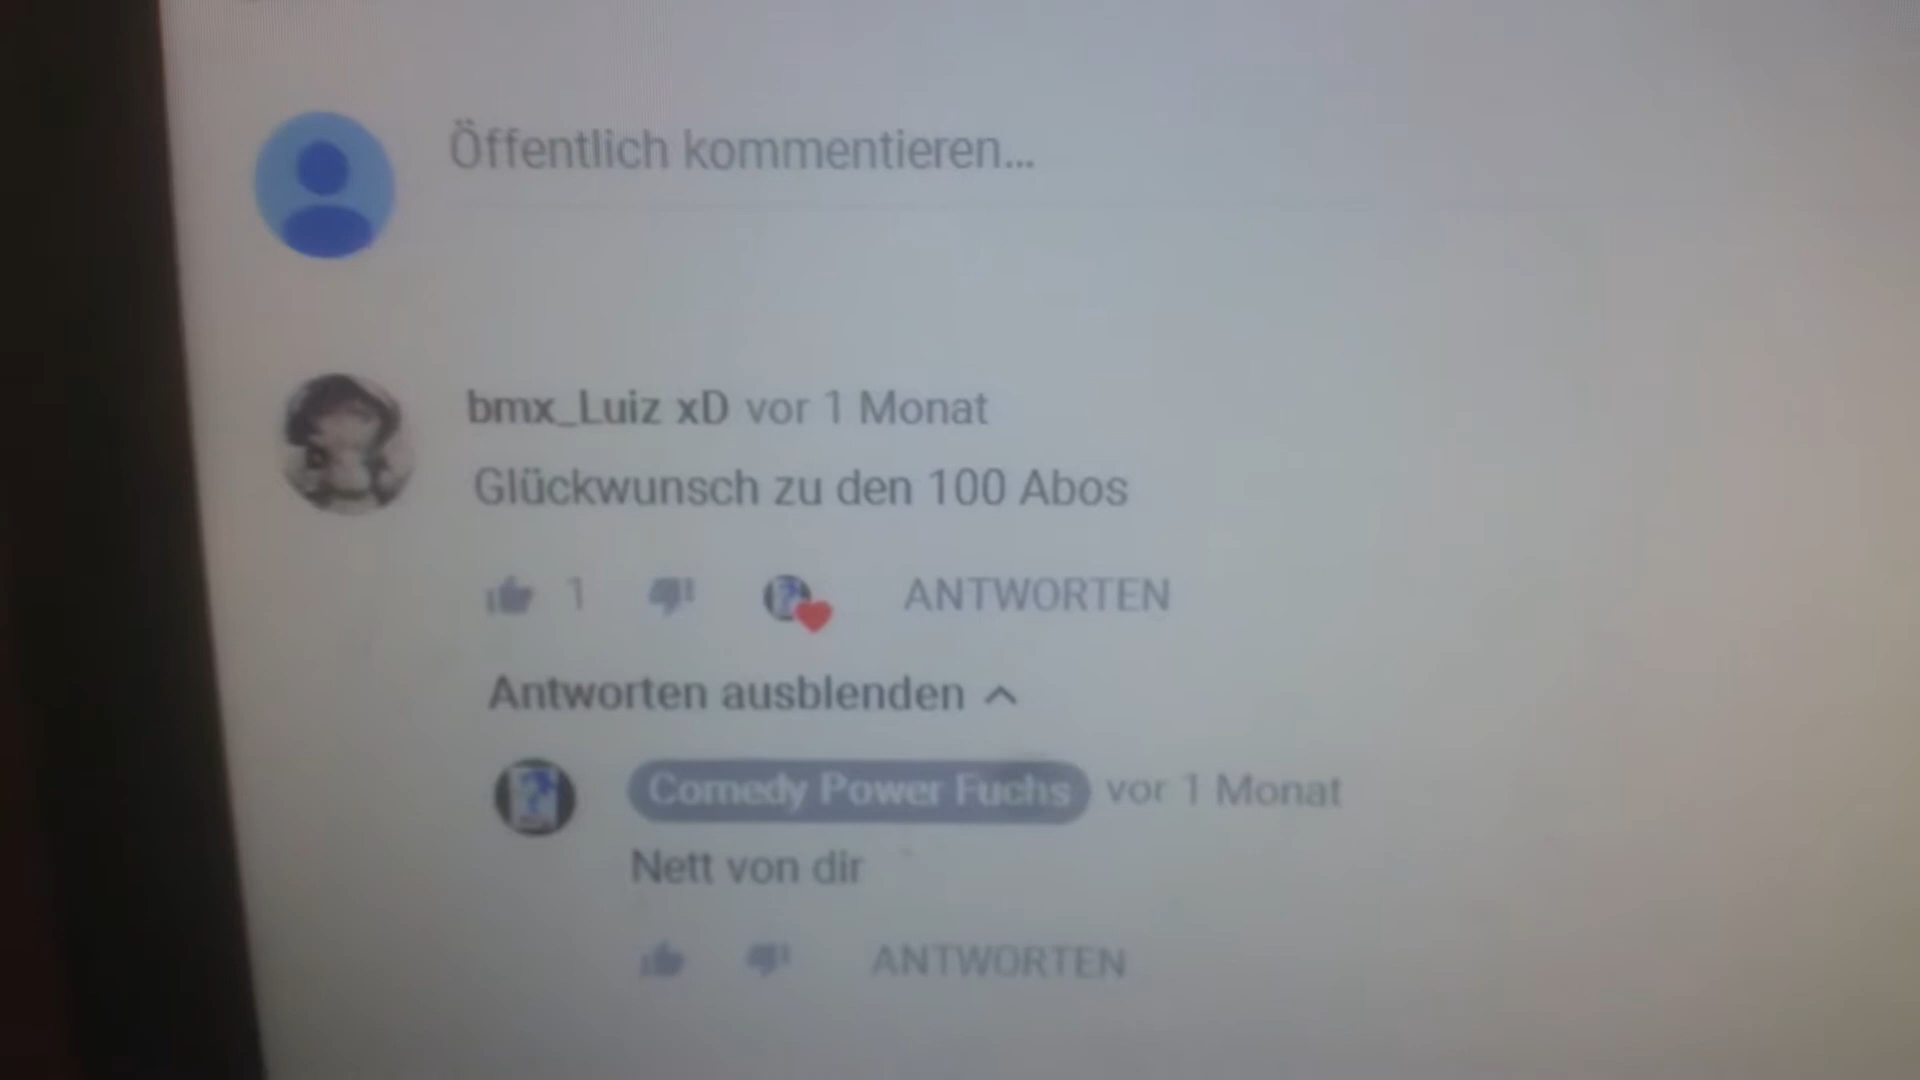 Öffentlich kommentieren...
bmx_Luiz xD vor 1 Monat
Glückwunsch zu den 100 Abos
1 ANTWORTEN
Antworten ausblenden
Comedy Power Fuchs vor 1 Monat
Nett von dir
ANTWORTEN